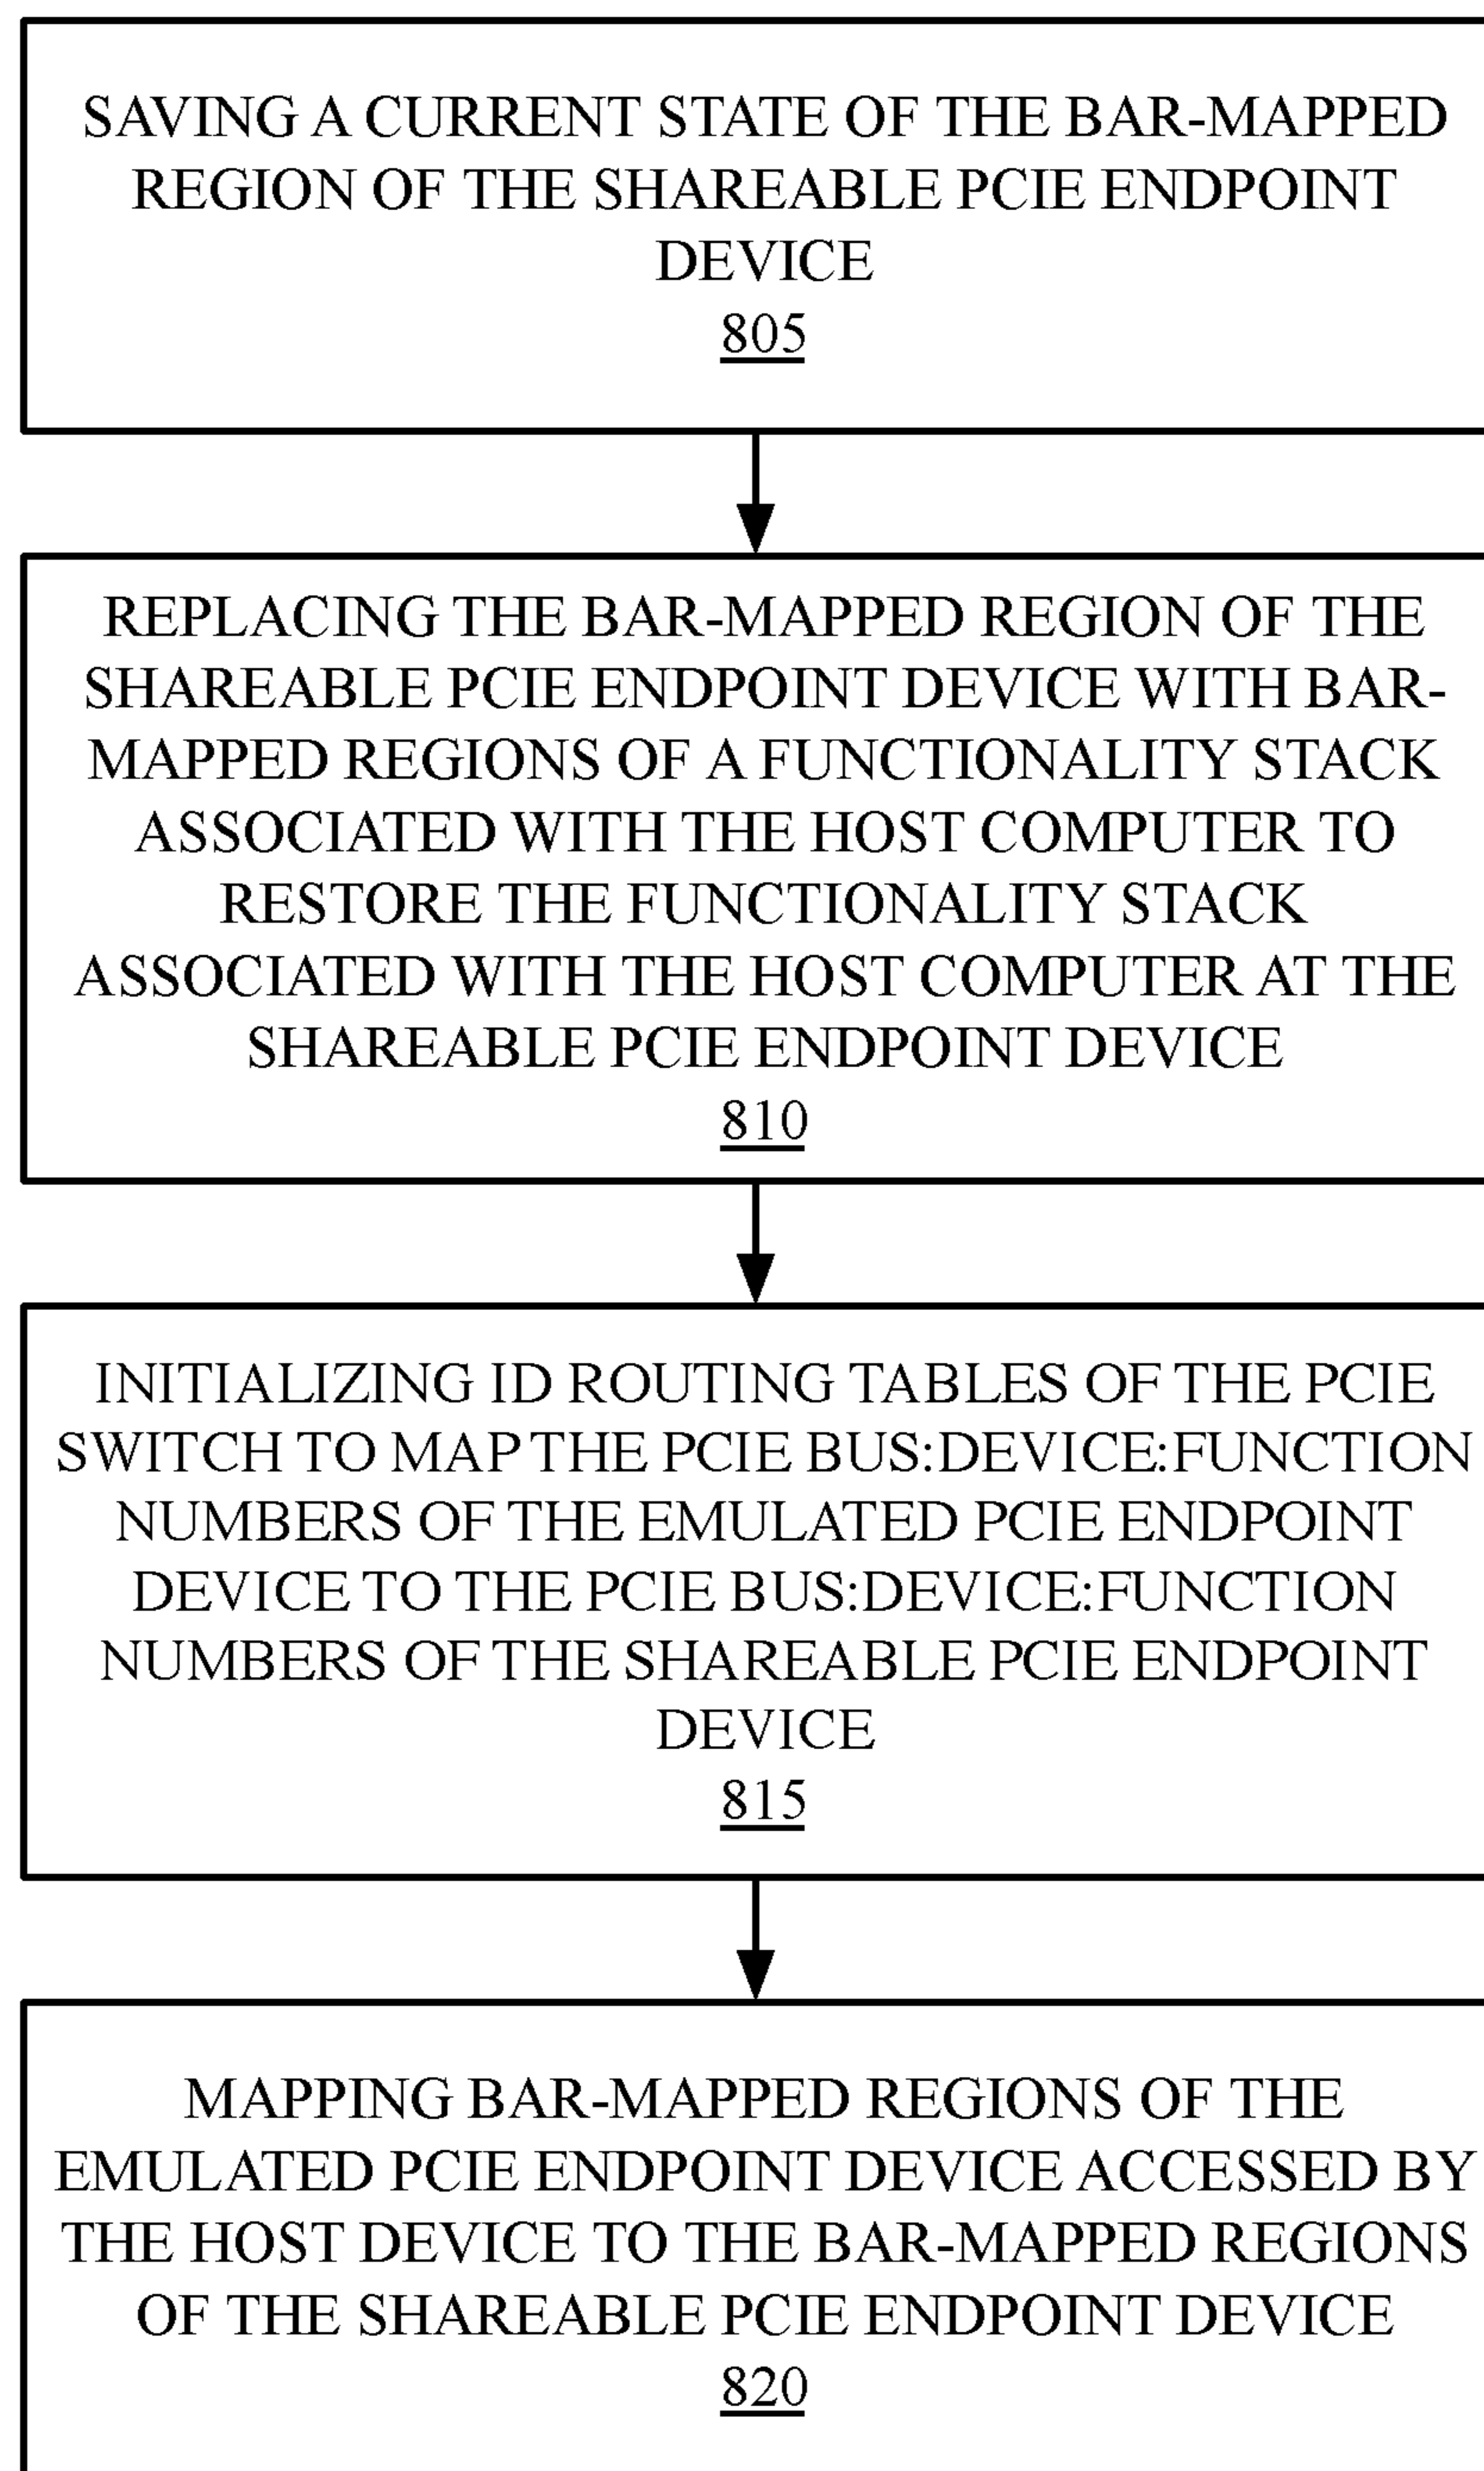 SAVING A CURRENT STATE OF THE BAR-MAPPED
REGION OF THE SHAREABLE PCIE ENDPOINT
DEVICE
805
REPLACING THE BAR-MAPPED REGION OF THE
SHAREABLE PCIE ENDPOINT DEVICE WITH BAR-
MAPPED REGIONS OF A FUNCTIONALITY STACK
ASSOCIATED WITH THE HOST COMPUTER TO
RESTORE THE FUNCTIONALITY STACK
ASSOCIATED WITH THE HOST COMPUTER AT THE
SHAREABLE PCIE ENDPOINT DEVICE
810
INITIALIZING ID ROUTING TABLES OF THE PCIE
SWITCH TO MAP THE PCIE BUS:DEVICE:FUNCTION
NUMBERS OF THE EMULATED PCIE ENDPOINT
DEVICE TO THE PCIE BUS:DEVICE:FUNCTION
NUMBERS OF THE SHAREABLE PCIE ENDPOINT
DEVICE
815
MAPPING BAR-MAPPED REGIONS OF THE
EMULATED PCIE ENDPOINT DEVICE ACCESSED BY
THE HOST DEVICE TO THE BAR-MAPPED REGIONS
OF THE SHAREABLE PCIE ENDPOINT DEVICE
820